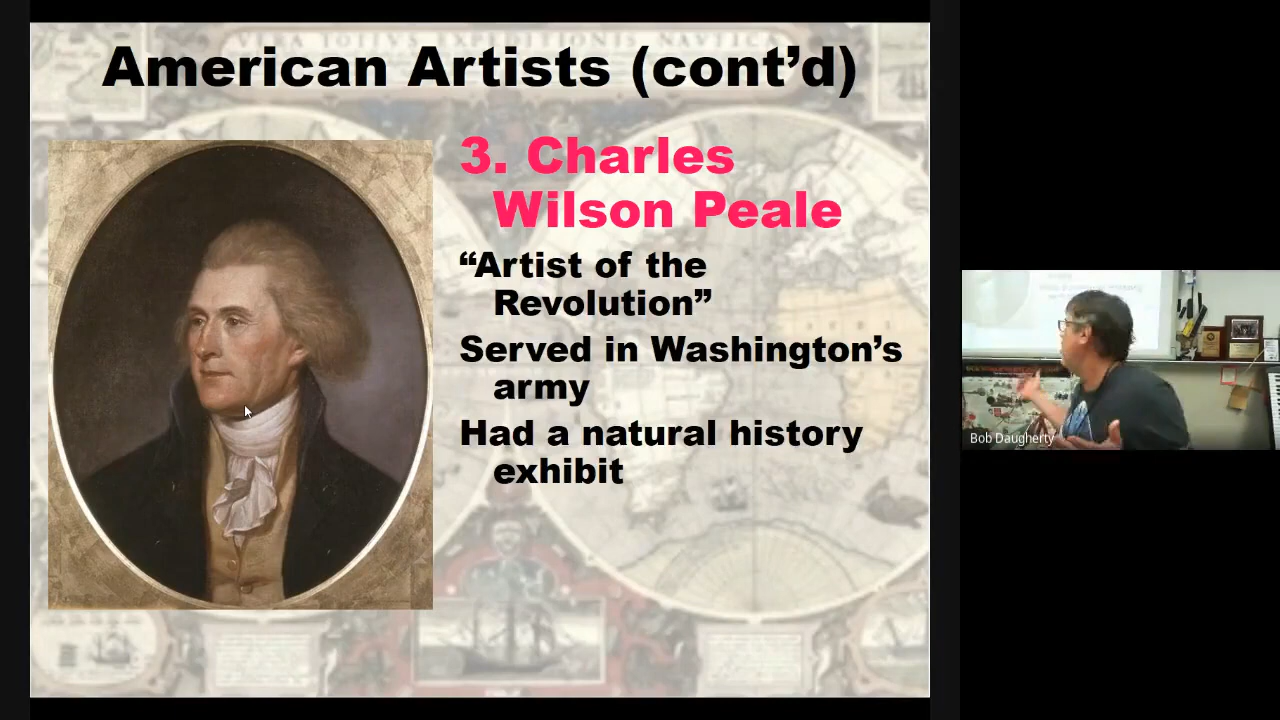 American Artists (cont’d)
3. Charles
Wilson Peale
“Artist of the
Revolution”
Served in Washington’s
army
Had a natural history
exhibit
Bob Daugherty